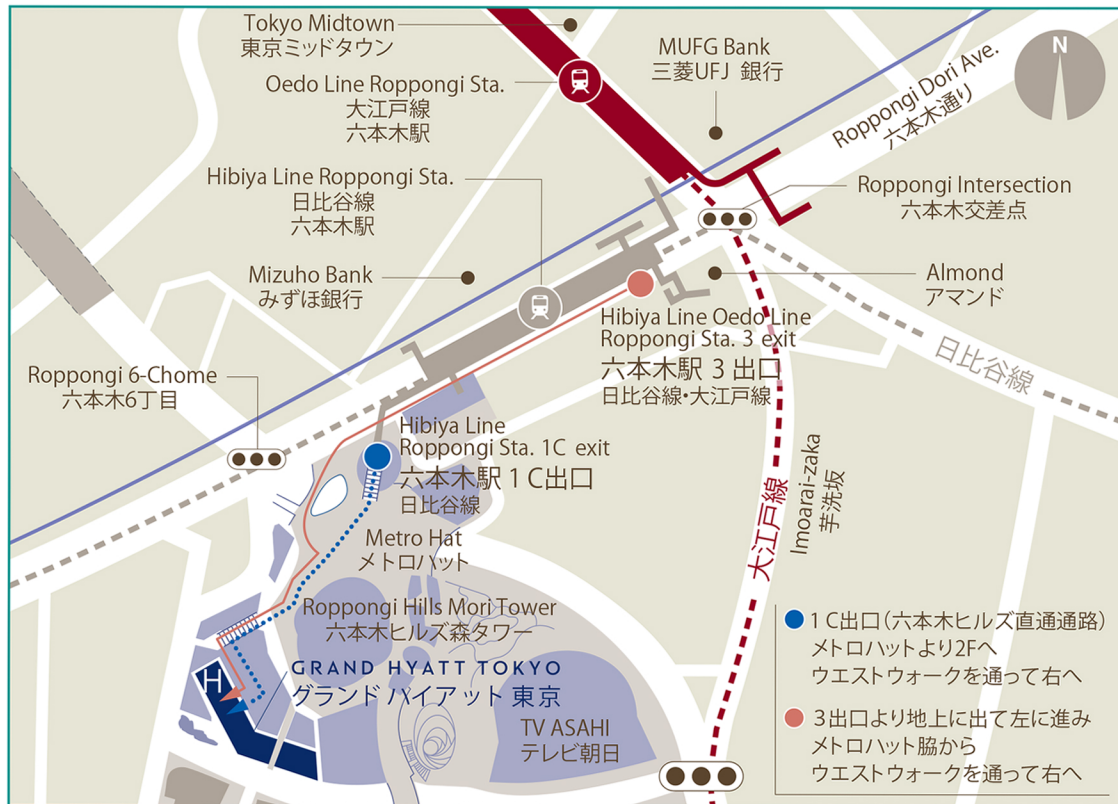 Tokyo Midtown
東京ミッドタウン
MUFG Bank
三菱UFJ 銀行
Roppongi Dori Ave.
六本木通り
N
Oedo Line Roppongi Sta.
大江戸線
六本木駅
Hibiya Line Roppongi Sta.
日比谷線
六本木駅
Roppongi Intersection
六本木交差点
Mizuho Bank
みずほ銀行
Almond
アマンド
Hibiya Line Oedo Line
Roppongi Sta. 3 exit
六本木駅 3 出口
日比谷線・大江戸線
日比谷線
Roppongi 6-Chome
六本木6丁目
Hibiya Line
Roppongi Sta. 1C exit
六本木駅 1 C出口
日比谷線
Imoarai-zaka
芋洗坂
大江戸線
Metro Hat
メトロハット
Roppongi Hills Mori Tower
六本木ヒルズ森タワー
GRAND HYATT TOKYO
グランド ハイアット 東京
H
TV ASAHI
テレビ朝日
1 C出口(六本木ヒルズ直通通路)
メトロハットより2Fへ
ウエストウォークを通って右へ
3出口より地上に出て左に進み
メトロハット脇から
ウエストウォークを通って右へ